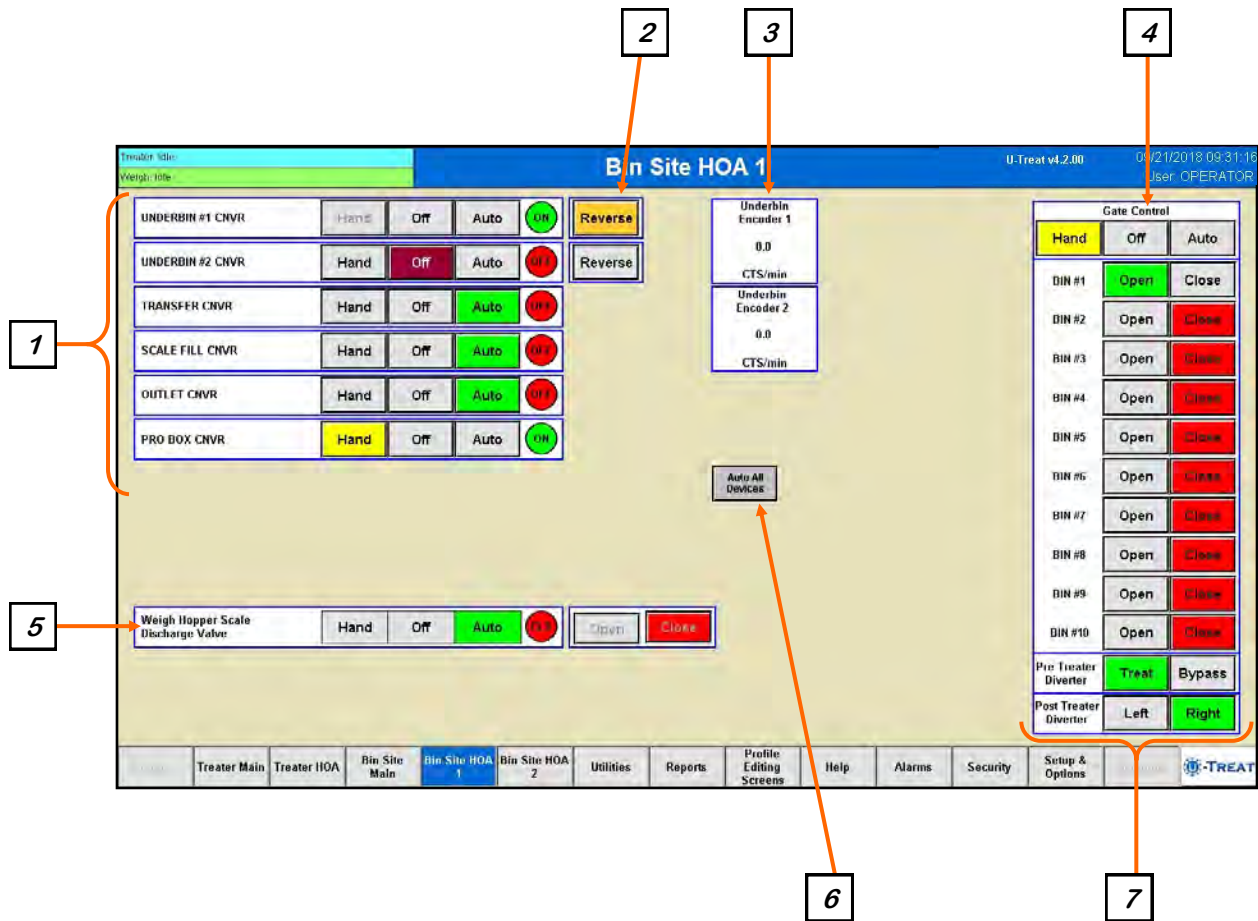 2
3
4
Treater: Idle
Weigh: Idle
Bin Site HOA 1
U-Treat v4.2.00
09/21/2018 09:31:16
User: OPERATOR
UNDERBIN #1 CNVR
Hand
Off
Auto
ON
Reverse
UNDERBIN #2 CNVR
Hand
Off
Auto
OFF
Reverse
TRANSFER CNVR
Hand
Off
Auto
OFF
SCALE FILL CNVR
Hand
Off
Auto
OFF
OUTLET CNVR
Hand
Off
Auto
OFF
PRO BOX CNVR
Hand
Off
Auto
ON
1
Underbin
Encoder 1
0.0
CTS/min
Underbin
Encoder 2
0.0
CTS/min
Auto All
Devices
Gate Control
Hand
Off
Auto
BIN #1
Open
Close
BIN #2
Open
Close
BIN #3
Open
Close
BIN #4
Open
Close
BIN #5
Open
Close
BIN #6
Open
Close
BIN #7
Open
Close
BIN #8
Open
Close
BIN #9
Open
Close
BIN #10
Open
Close
Pre Treater
Diverter
Treat
Bypass
Post Treater
Diverter
Left
Right
5
Weigh Hopper Scale
Discharge Valve
Hand
Off
Auto
OFF
Open
Close
Treater Main
Treater HOA
Bin Site
Main
Bin Site HOA
1
Bin Site HOA
2
Utilities
Reports
Profile
Editing
Screens
Help
Alarms
Security
Setup &
Options
U-TREAT
6
7